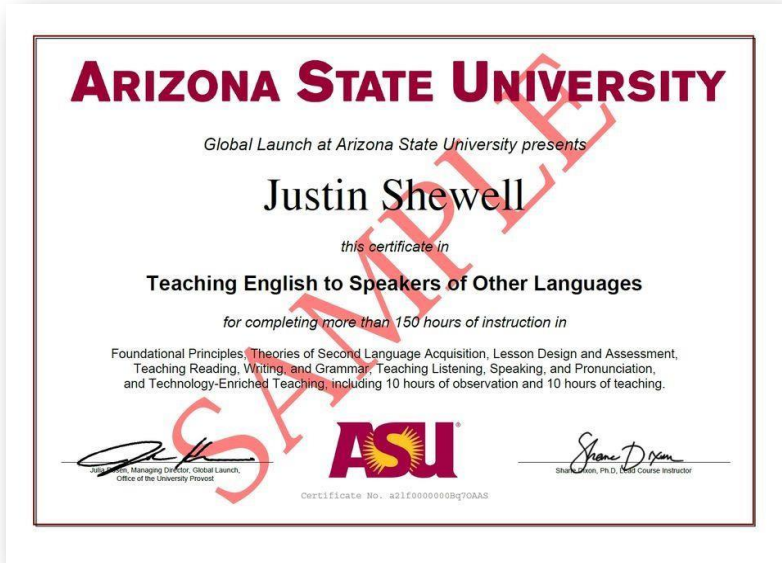 ARIZONA STATE UNIVERSITY
Global Launch at Arizona State University presents
Justin Shewell
this certificate in
Teaching English to Speakers of Other Languages
for completing more than 150 hours of instruction in
Foundational Principles, Theories of Second Language Acquisition, Lesson Design and Assessment,
Teaching Reading, Writing, and Grammar, Teaching Listening, Speaking, and Pronunciation,
and Technology-Enriched Teaching, including 10 hours of observation and 10 hours of teaching.
SAMPLE
ASU
Shane Dixon
Julia Rosen, Managing Director, Global Launch,
Office of the University Provost
Shane Dixon, Ph.D, Lead Course Instructor
Certificate No. a2lf0000000Bq7OAAS